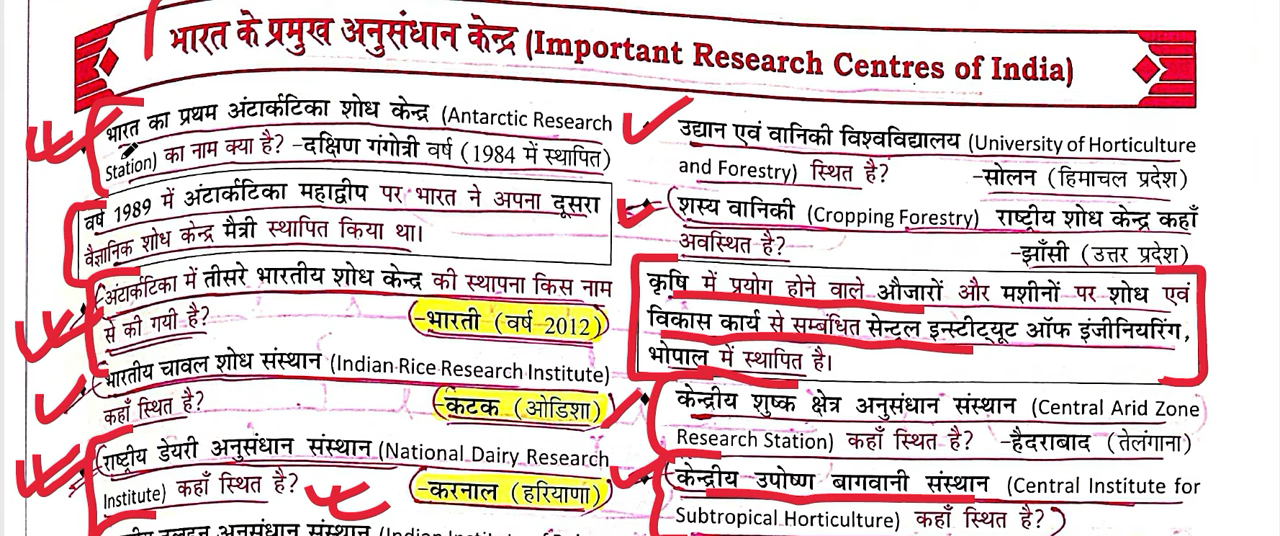 भारत के प्रमुख अनुसंधान केन्द्र (Important Research Centres of India)
भारत का प्रथम अंटार्कटिका शोध केन्द्र (Antarctic Research
Station) का नाम क्या है? -दक्षिण गंगोत्री वर्ष (1984 में स्थापित)
वर्ष 1989 में अंटार्कटिका महाद्वीप पर भारत ने अपना दूसरा
वैज्ञानिक शोध केन्द्र मैत्री स्थापित किया था।
अंटार्कटिका में तीसरे भारतीय शोध केन्द्र की स्थापना किस नाम
से की गयी है? -भारती (वर्ष 2012)
भारतीय चावल शोध संस्थान (Indian Rice Research Institute)
कहाँ स्थित है? -कटक (ओडिशा)
राष्ट्रीय डेयरी अनुसंधान संस्थान (National Dairy Research
Institute) कहाँ स्थित है? -करनाल (हरियाणा)
अनुसंधान संस्थान (Indian
उद्यान एवं वानिकी विश्वविद्यालय (University of Horticulture
and Forestry) स्थित है? -सोलन (हिमाचल प्रदेश)
शस्य वानिकी (Cropping Forestry) राष्ट्रीय शोध केन्द्र कहाँ
अवस्थित है? -झाँसी (उत्तर प्रदेश)
कृषि में प्रयोग होने वाले औजारों और मशीनों पर शोध एवं
विकास कार्य से सम्बंधित सेन्ट्रल इन्स्टीट्यूट ऑफ इंजीनियरिंग,
भोपाल में स्थापित है।
केन्द्रीय शुष्क क्षेत्र अनुसंधान संस्थान (Central Arid Zone
Research Station) कहाँ स्थित है? -हैदराबाद (तेलंगाना)
केन्द्रीय उपोष्ण बागवानी संस्थान (Central Institute for
Subtropical Horticulture) कहाँ स्थित है?